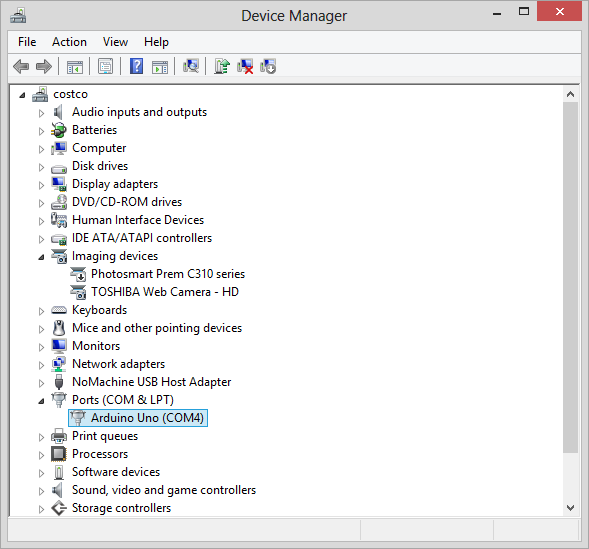 Device Manager
File Action View Help
costco
Audio inputs and outputs
Batteries
Computer
Disk drives
Display adapters
DVD/CD-ROM drives
Human Interface Devices
IDE ATA/ATAPI controllers
Imaging devices
Photosmart Prem C310 series
TOSHIBA Web Camera - HD
Keyboards
Mice and other pointing devices
Monitors
Network adapters
NoMachine USB Host Adapter
Ports (COM & LPT)
Arduino Uno (COM4)
Print queues
Processors
Software devices
Sound, video and game controllers
Storage controllers